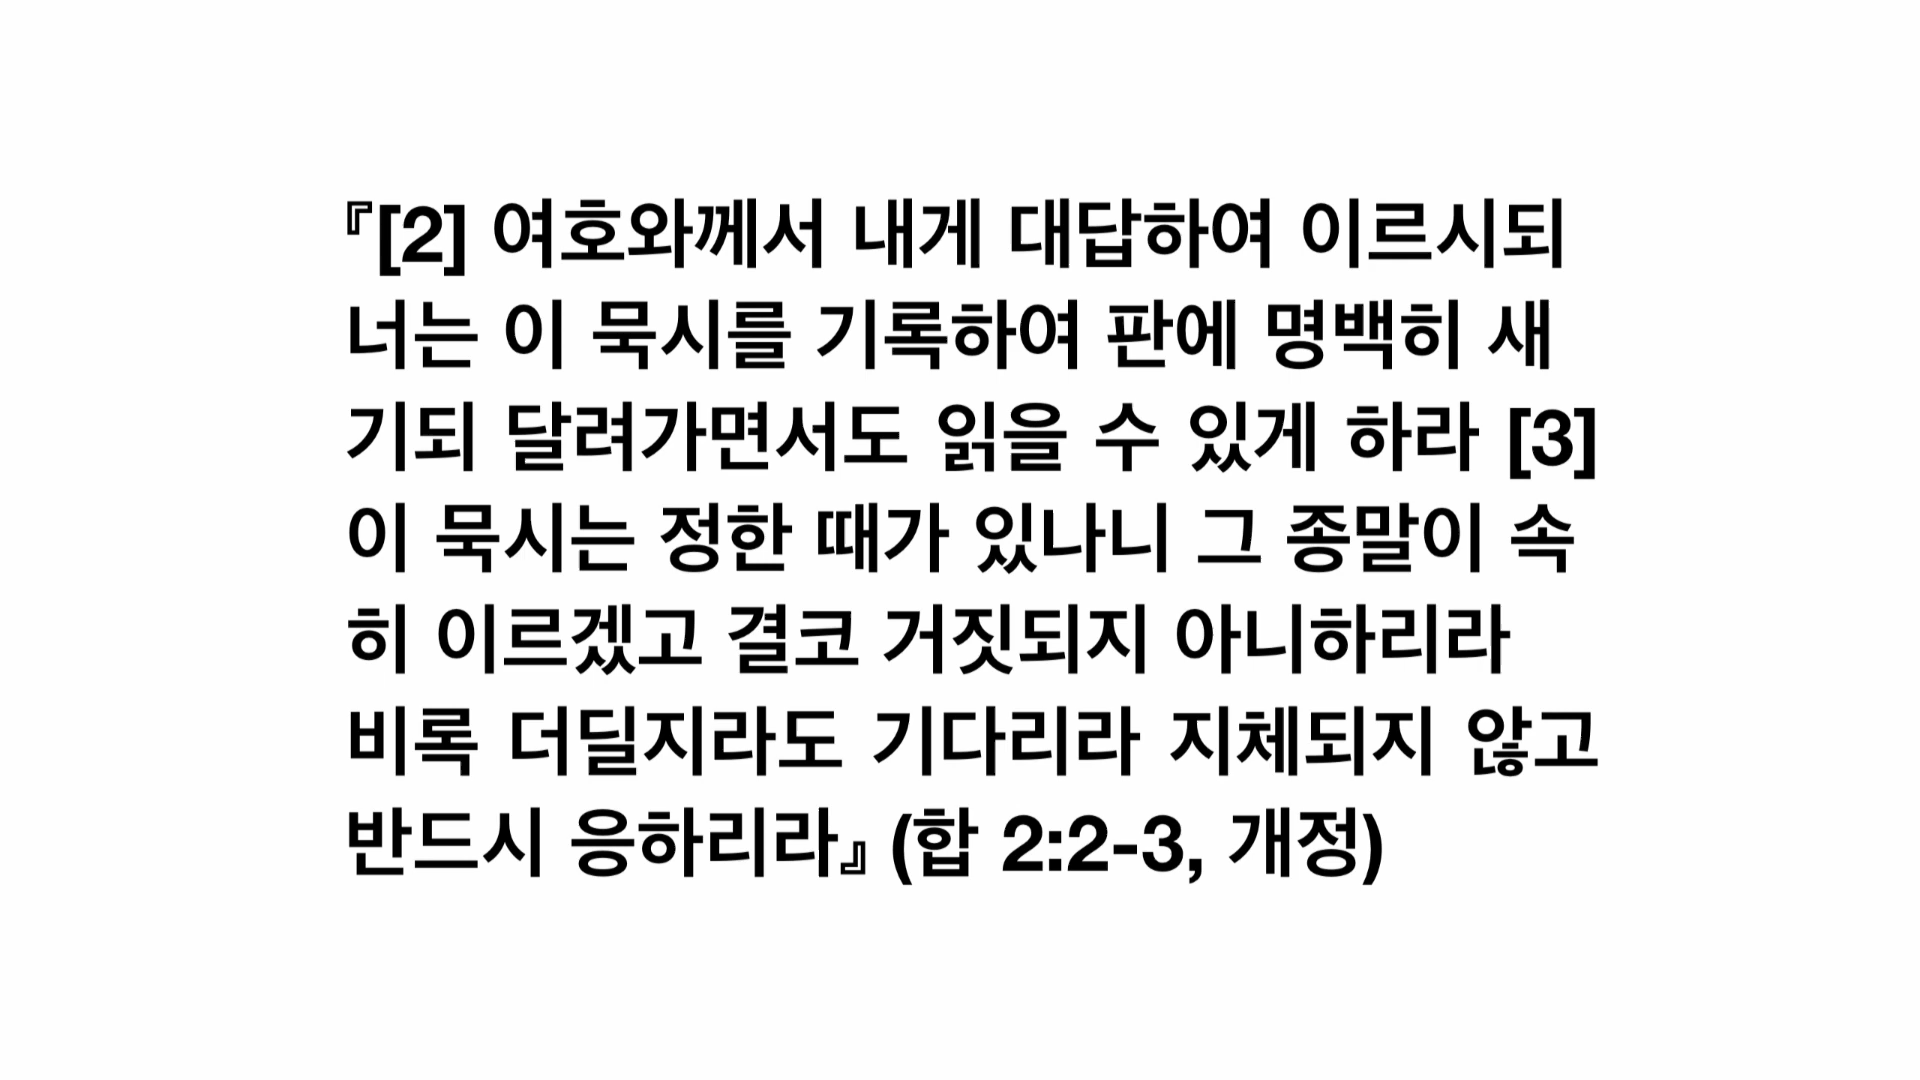 『[2] 여호와께서 내게 대답하여 이르시되
너는 이 묵시를 기록하여 판에 명백히 새
기되 달려가면서도 읽을 수 있게 하라 [3]
이 묵시는 정한 때가 있나니 그 종말이 속
히 이르겠고 결코 거짓되지 아니하리라
비록 더딜지라도 기다리라 지체되지 않고
반드시 응하리라』 (합 2:2-3, 개정)